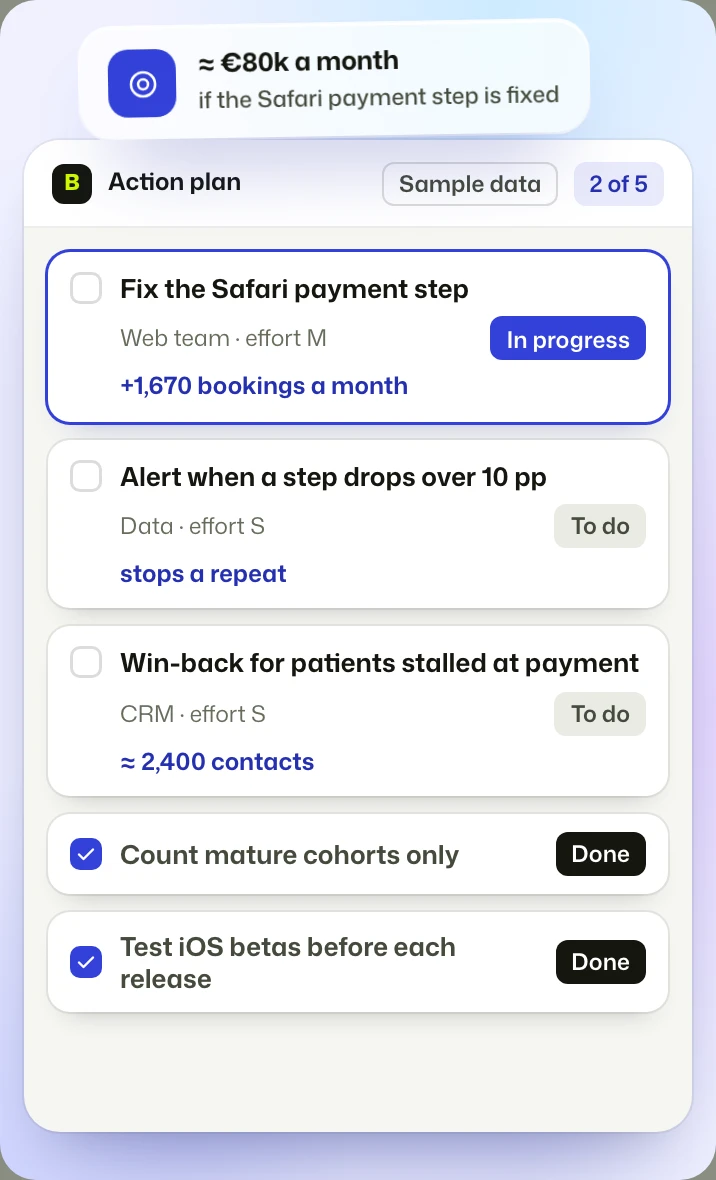 ≈ €80k a month
if the Safari payment step is fixed
B Action plan Sample data 2 of 5
Fix the Safari payment step
Web team · effort M In progress
+1,670 bookings a month
Alert when a step drops over 10 pp
Data · effort S To do
stops a repeat
Win-back for patients stalled at payment
CRM · effort S To do
≈ 2,400 contacts
Count mature cohorts only Done
Test iOS betas before each
release Done